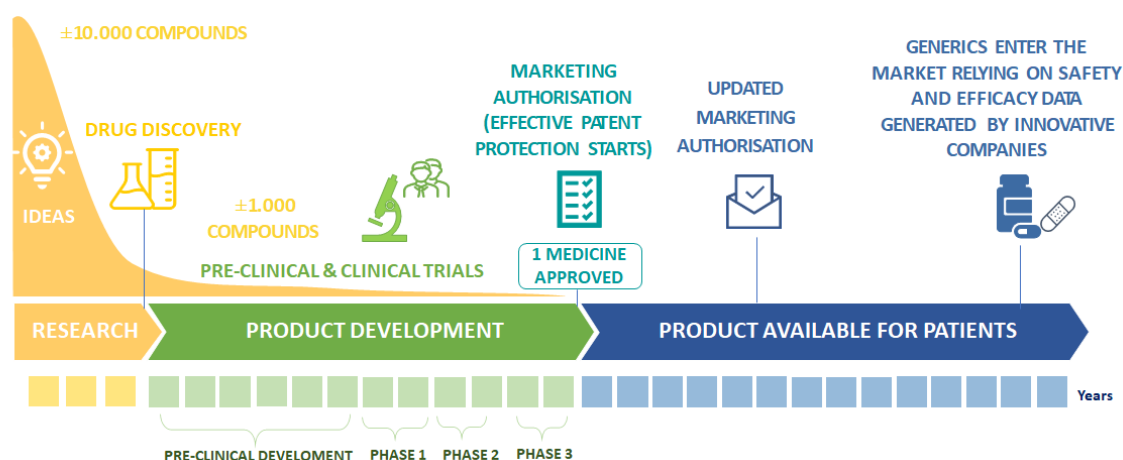 ±10.000 COMPOUNDS
DRUG DISCOVERY
IDEAS
±1.000
COMPOUNDS
PRE-CLINICAL & CLINICAL TRIALS
MARKETING
AUTHORISATION
(EFFECTIVE PATENT
PROTECTION STARTS)
1 MEDICINE
APPROVED
UPDATED
MARKETING
AUTHORISATION
GENERICS ENTER THE
MARKET RELYING ON SAFETY
AND EFFICACY DATA
GENERATED BY INNOVATIVE
COMPANIES
RESEARCH
PRODUCT DEVELOPMENT
PRODUCT AVAILABLE FOR PATIENTS
Years
PRE-CLINICAL DEVELOMENT
PHASE 1
PHASE 2
PHASE 3